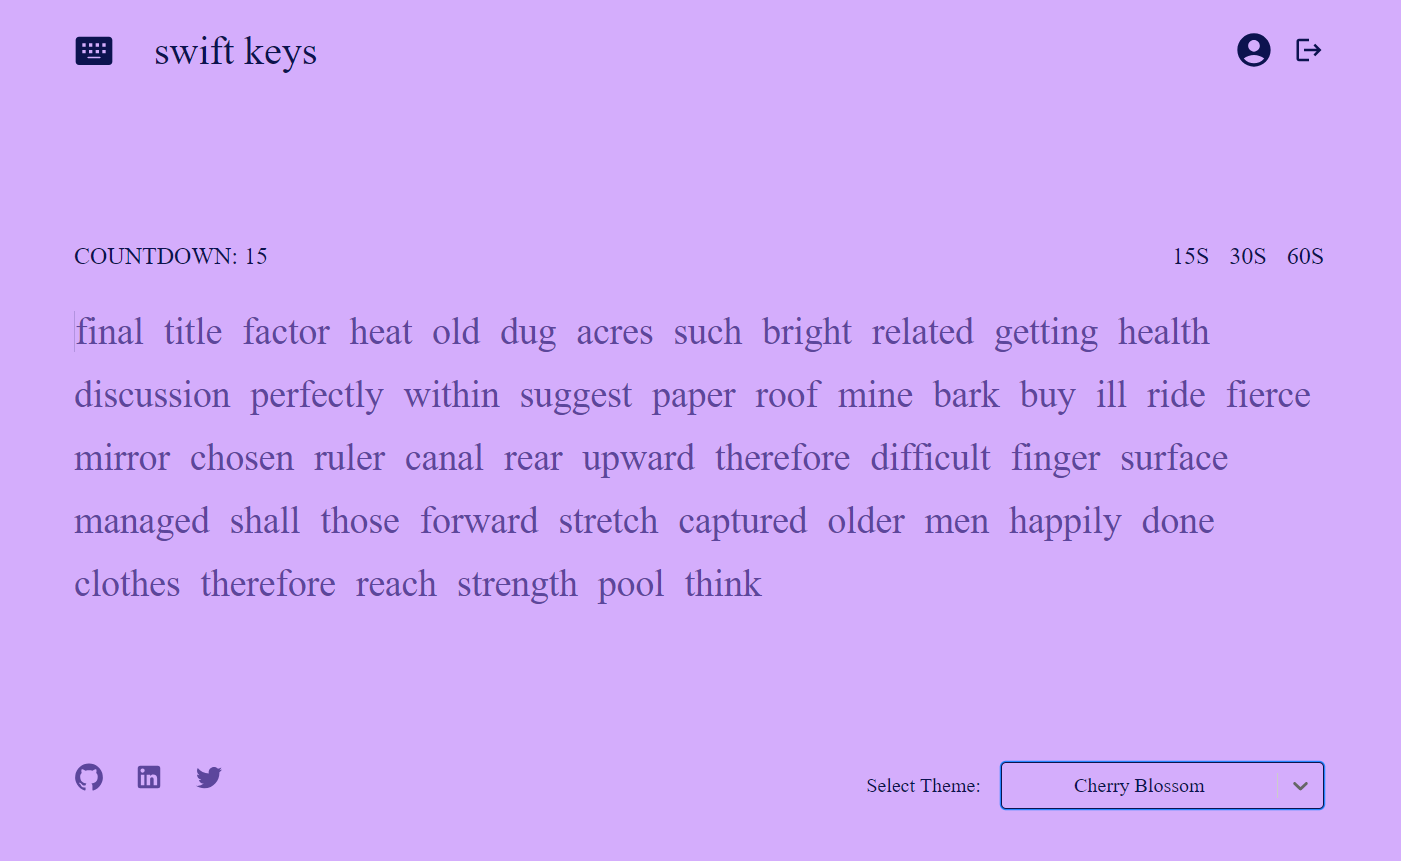 swift keys
COUNTDOWN: 15
15S 30S 60S
final title factor heat old dug acres such bright related getting health
discussion perfectly within suggest paper roof mine bark buy ill ride fierce
mirror chosen ruler canal rear upward therefore difficult finger surface
managed shall those forward stretch captured older men happily done
clothes therefore reach strength pool think
Select Theme: Cherry Blossom